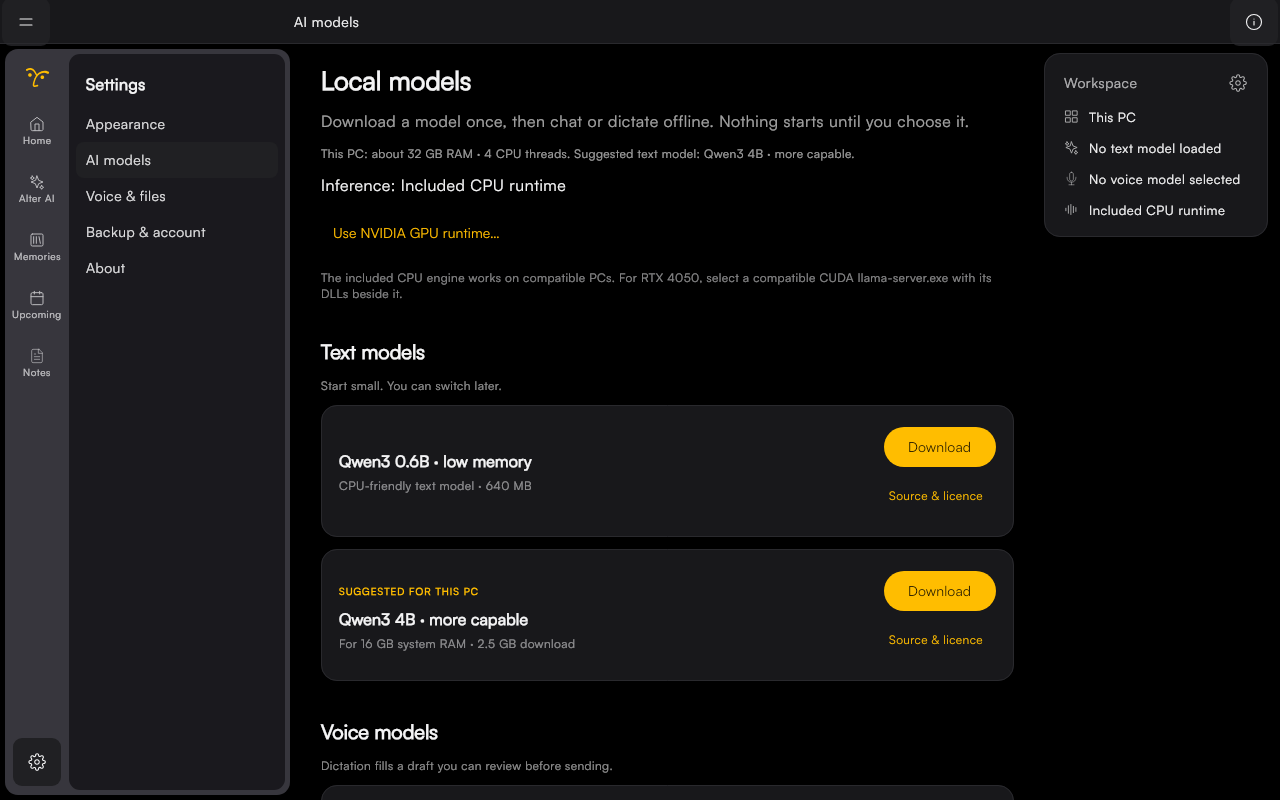 AI models
Home
Alter AI
Memories
Upcoming
Notes
Settings
Appearance
AI models
Voice & files
Backup & account
About
Local models
Download a model once, then chat or dictate offline. Nothing starts until you choose it.
This PC: about 32 GB RAM · 4 CPU threads. Suggested text model: Qwen3 4B · more capable.
Inference: Included CPU runtime
Use NVIDIA GPU runtime…
The included CPU engine works on compatible PCs. For RTX 4050, select a compatible CUDA llama-server.exe with its
DLLs beside it.
Text models
Start small. You can switch later.
Qwen3 0.6B · low memory
CPU-friendly text model · 640 MB
Download
Source & licence
SUGGESTED FOR THIS PC
Qwen3 4B · more capable
For 16 GB system RAM · 2.5 GB download
Download
Source & licence
Voice models
Dictation fills a draft you can review before sending.
Workspace
This PC
No text model loaded
No voice model selected
Included CPU runtime